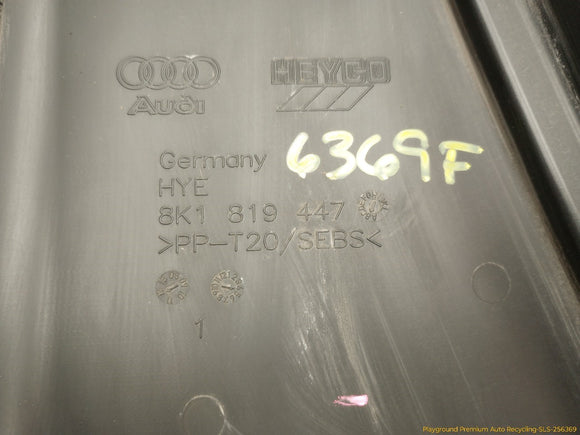 HEYCO
Audi
Germany 6369F
HYE
8K1 819 447
>PP-T20/SEBS<
1
Playground Premium Auto Recycling-SLS-256369